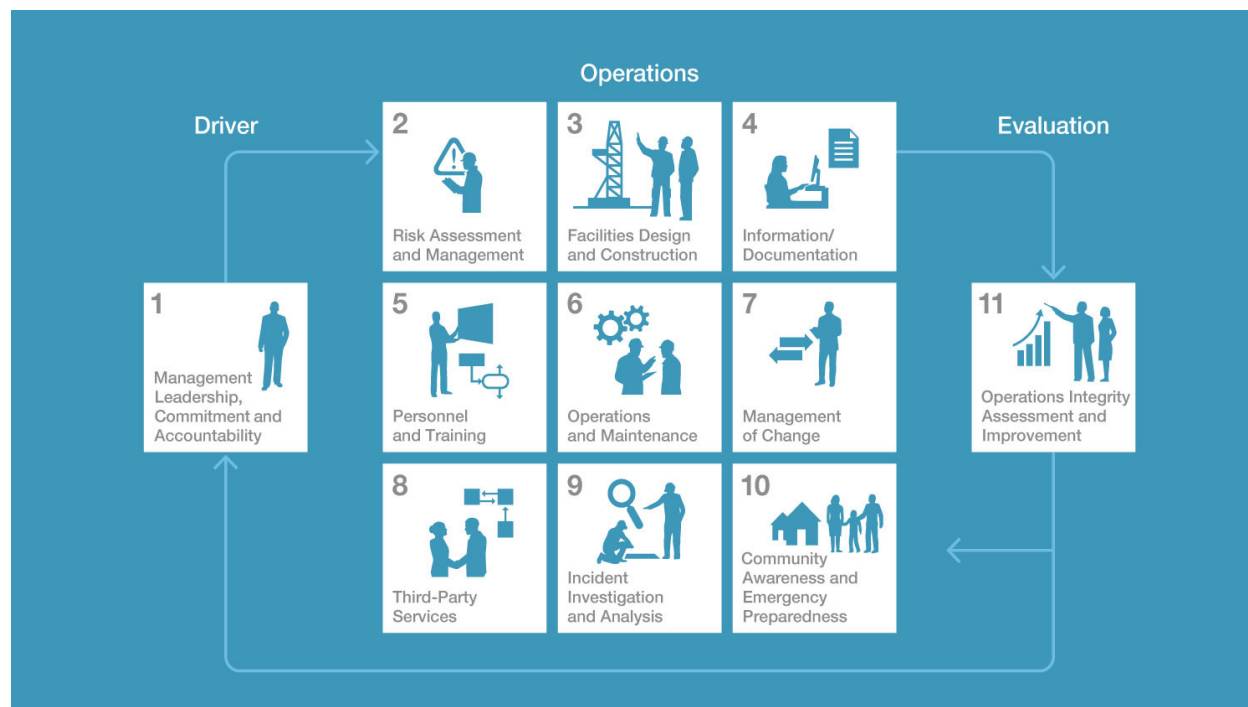 Operations
Driver
Evaluation
2
Risk Assessment
and Management
3
Facilities Design
and Construction
4
Information/
Documentation
1
Management
Leadership,
Commitment and
Accountability
5
Personnel
and Training
6
Operations
and Maintenance
7
Management
of Change
11
Operations Integrity
Assessment and
Improvement
8
Third-Party
Services
9
Incident
Investigation
and Analysis
10
Community
Awareness and
Emergency
Preparedness